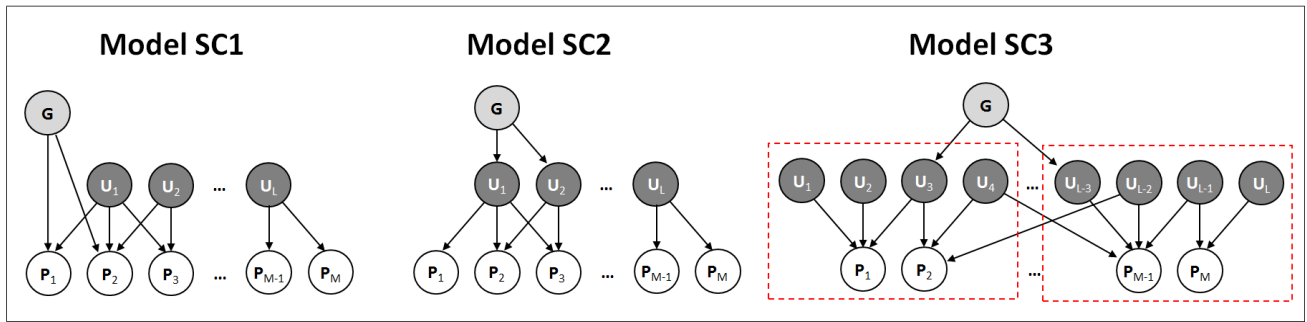 Model SC1 Model SC2 Model SC3
G G G
U1 U2 ... UL U1 U2 ... UL U1 U2 U3 U4 ... UL-3 UL-2 UL-1 UL
P1 P2 P3 ... PM-1 PM P1 P2 P3 ... PM-1 PM P1 P2 ... PM-1 PM